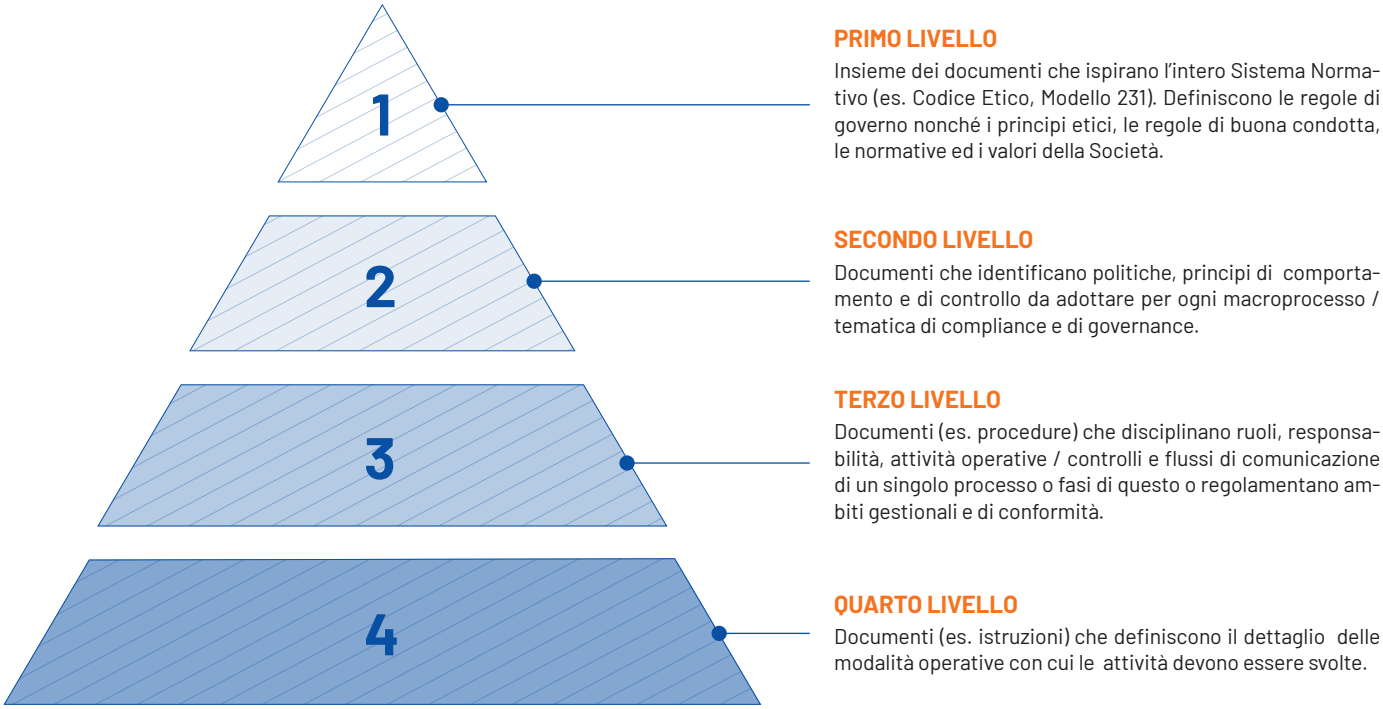 1
PRIMO LIVELLO
Insieme dei documenti che ispirano l'intero Sistema Norma-
tivo (es. Codice Etico, Modello 231). Definiscono le regole di
governo nonché i principi etici, le regole di buona condotta,
le normative ed i valori della Società.
2
SECONDO LIVELLO
Documenti che identificano politiche, principi di comporta-
mento e di controllo da adottare per ogni macroprocesso /
tematica di compliance e di governance.
3
TERZO LIVELLO
Documenti (es. procedure) che disciplinano ruoli, responsa-
bilità, attività operative / controlli e flussi di comunicazione
di un singolo processo o fasi di questo o regolamentano am-
biti gestionali e di conformità.
4
QUARTO LIVELLO
Documenti (es. istruzioni) che definiscono il dettaglio delle
modalità operative con cui le attività devono essere svolte.